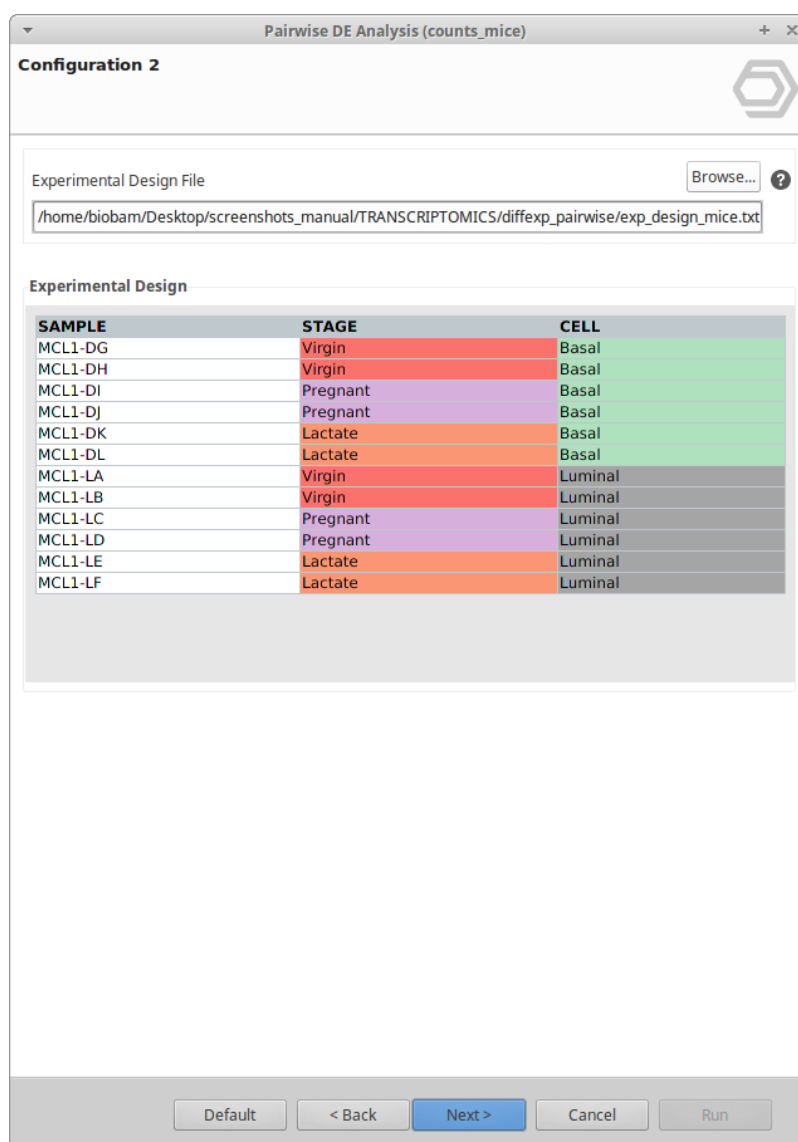 Pairwise DE Analysis (counts_mice)
Configuration 2
Experimental Design File
Browse...
?
/home/biobam/Desktop/screenshots_manual/TRANSCRIPTOMICS/diffexp_pairwise/exp_design_mice.txt
Experimental Design
SAMPLE STAGE CELL
MCL1-DG Virgin Basal
MCL1-DH Virgin Basal
MCL1-DI Pregnant Basal
MCL1-DJ Pregnant Basal
MCL1-DK Lactate Basal
MCL1-DL Lactate Basal
MCL1-LA Virgin Luminal
MCL1-LB Virgin Luminal
MCL1-LC Pregnant Luminal
MCL1-LD Pregnant Luminal
MCL1-LE Lactate Luminal
MCL1-LF Lactate Luminal
Default < Back Next > Cancel Run